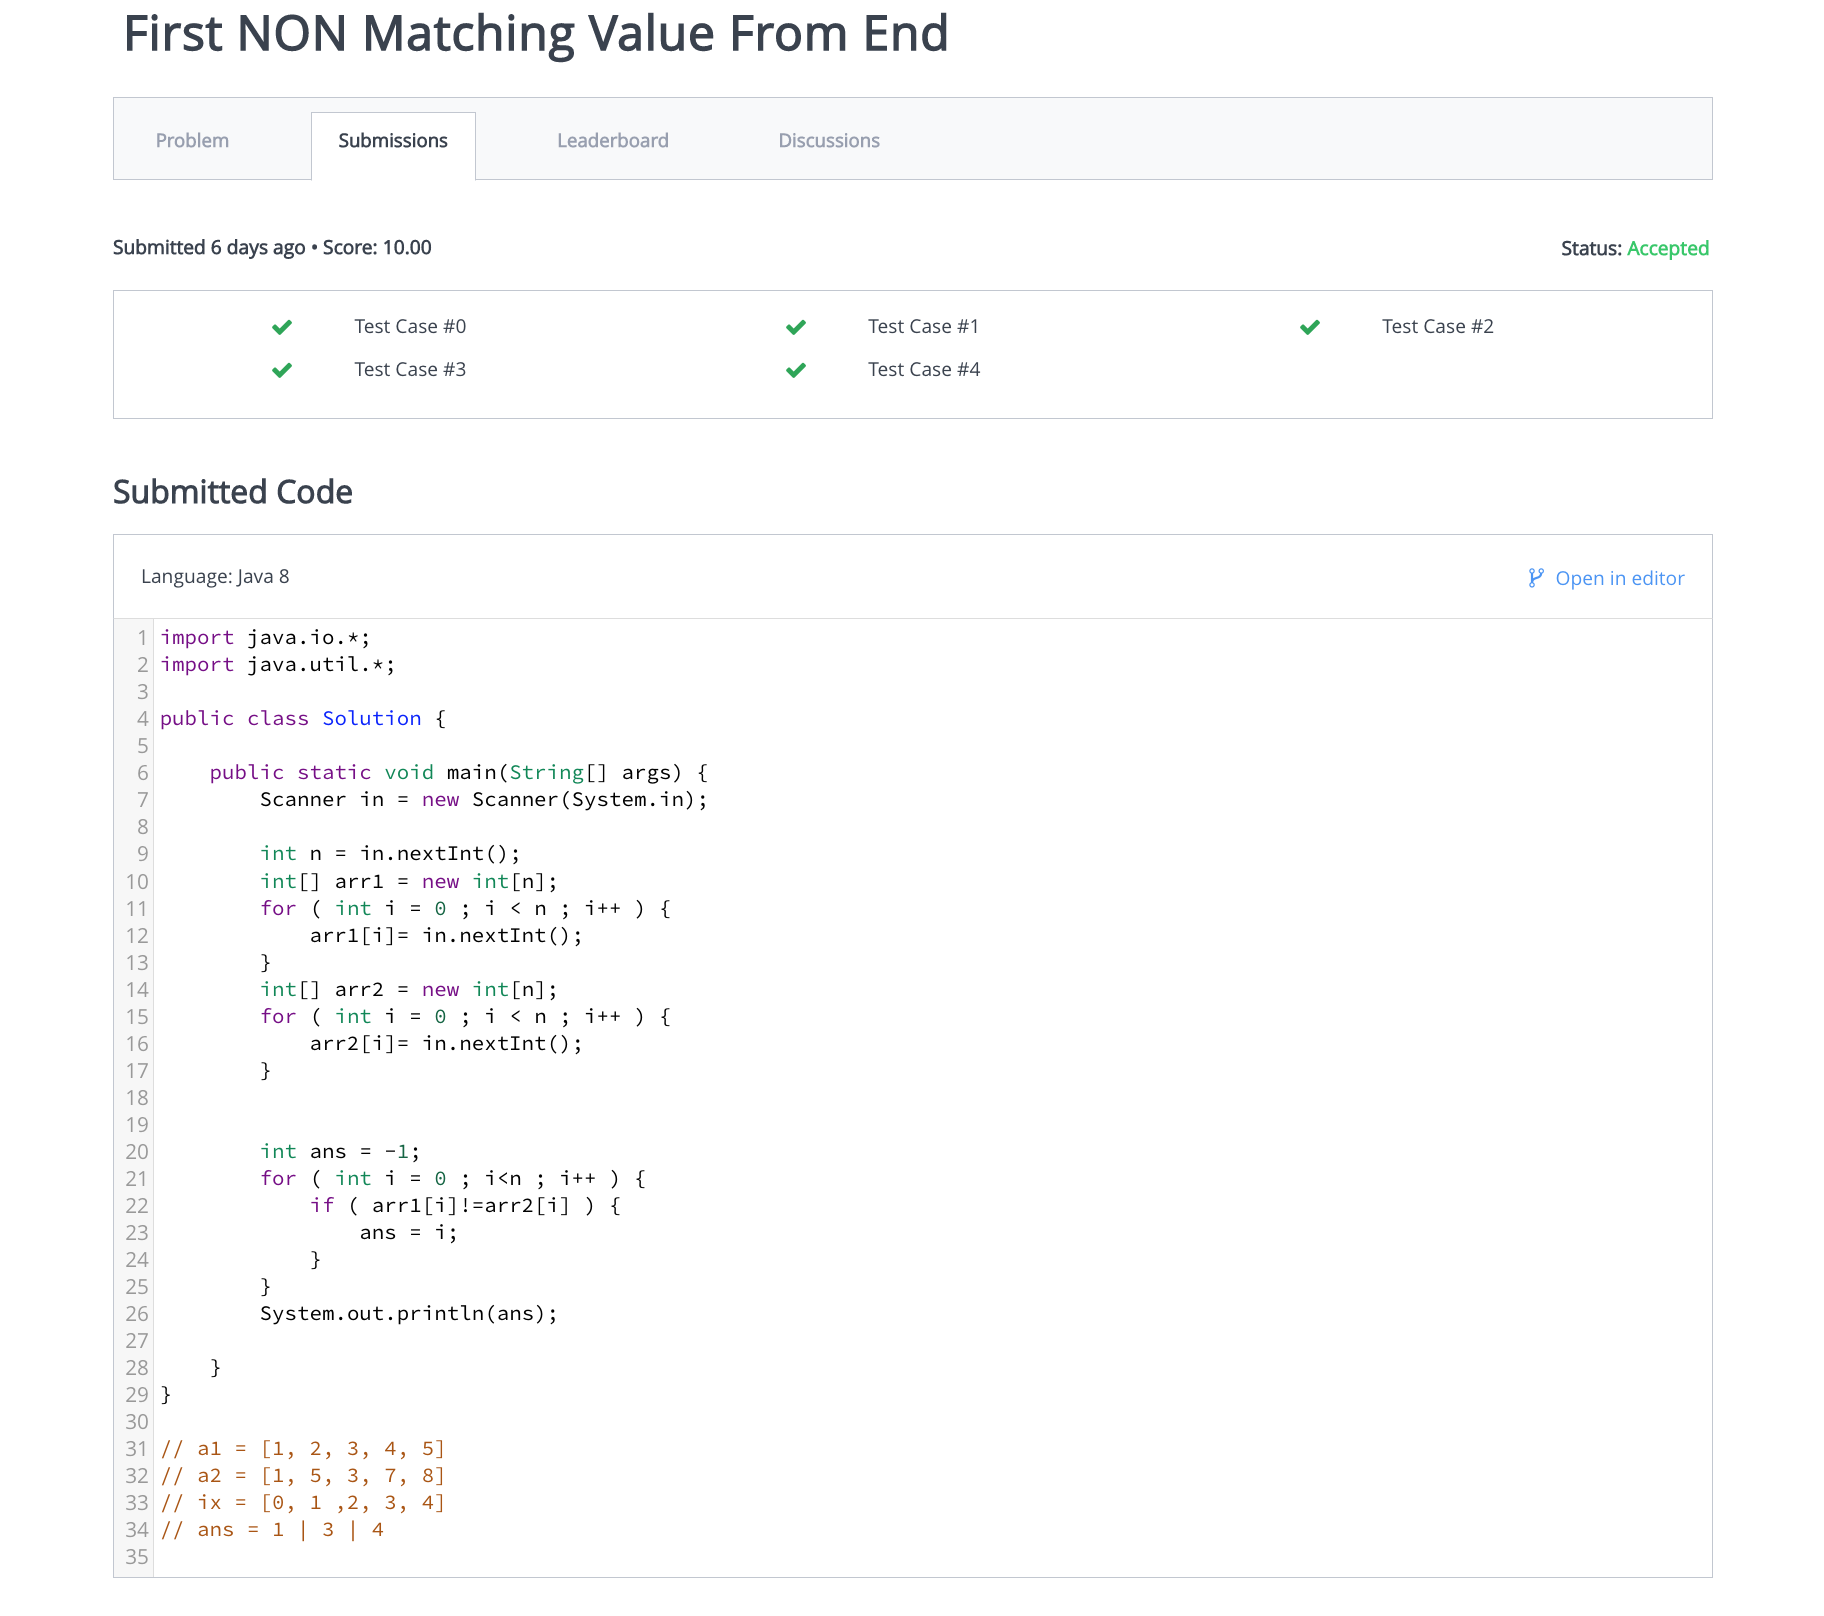 First NON Matching Value From End
Problem Submissions Leaderboard Discussions
Submitted 6 days ago • Score: 10.00 Status: Accepted
Test Case #0 Test Case #1 Test Case #2
Test Case #3 Test Case #4
Submitted Code
Language: Java 8 Open in editor
1 import java.io.*;
2 import java.util.*;
3
4 public class Solution {
5
6     public static void main(String[] args) {
7         Scanner in = new Scanner(System.in);
8
9         int n = in.nextInt();
10         int[] arr1 = new int[n];
11         for ( int i = 0 ; i < n ; i++ ) {
12             arr1[i]= in.nextInt();
13         }
14         int[] arr2 = new int[n];
15         for ( int i = 0 ; i < n ; i++ ) {
16             arr2[i]= in.nextInt();
17         }
18
19
20         int ans = -1;
21         for ( int i = 0 ; i<n ; i++ ) {
22             if ( arr1[i]!=arr2[i] ) {
23                 ans = i;
24             }
25         }
26         System.out.println(ans);
27
28     }
29 }
30
31 // a1 = [1, 2, 3, 4, 5]
32 // a2 = [1, 5, 3, 7, 8]
33 // ix = [0, 1 ,2, 3, 4]
34 // ans = 1 | 3 | 4
35